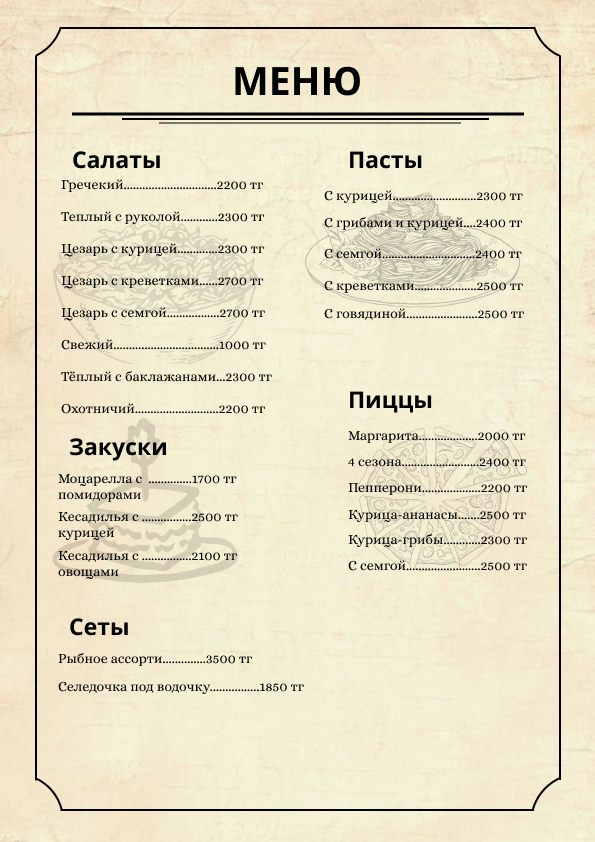 МЕНЮ
Салаты
Гречекий..............................2200 тг
Теплый с руколой............2300 тг
Цезарь с курицей.............2300 тг
Цезарь с креветками......2700 тг
Цезарь с семгой...............2700 тг
Свежий..................................1000 тг
Тёплый с баклажанами...2300 тг
Охотничий...........................2200 тг
Закуски
Моцарелла с ..............1700 тг
помидорами
Кесадилья с ................2500 тг
курицей
Кесадилья с ................2100 тг
овощами
Сеты
Рыбное ассорти..............3500 тг
Селедочка под водочку................1850 тг
Пасты
С курицей...........................2300 тг
С грибами и курицей....2400 тг
С семгой..............................2400 тг
С креветками....................2500 тг
С говядиной.......................2500 тг
Пиццы
Маргарита...................2000 тг
4 сезона.........................2400 тг
Пепперони...................2200 тг
Курица-ананасы.......2500 тг
Курица-грибы............2300 тг
С семгой........................2500 тг